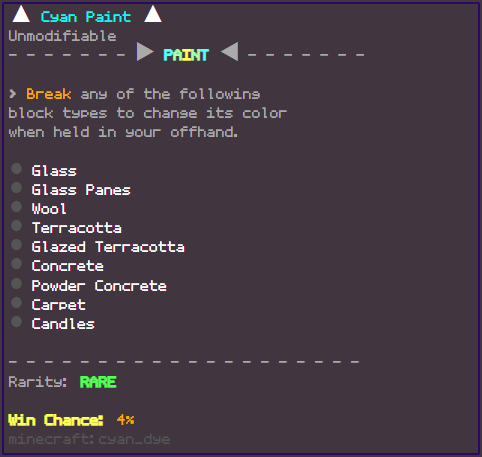 ▲ Cyan Paint ▲
Unmodifiable
- - - - - - - ▶ PAINT ◀ - - - - - - -
> Break any of the following
block types to change its color
when held in your offhand.
● Glass
● Glass Panes
● Wool
● Terracotta
● Glazed Terracotta
● Concrete
● Powder Concrete
● Carpet
● Candles
- - - - - - - - - - - - - - - - - - - - -
Rarity: RARE
Win Chance: 4%
minecraft:cyan_dye